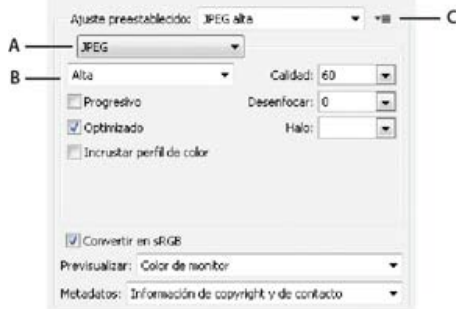 Ajuste preestablecido: JPEG alta
C
A
JPEG
B
Alta
Calidad: 60
Progresivo
Desenfocar: 0
Optimizado
Halo:
Incrustar perfil de color
Convertir en sRGB
Previsualizar: Color de monitor
Metadatos: Información de copyright y de contacto